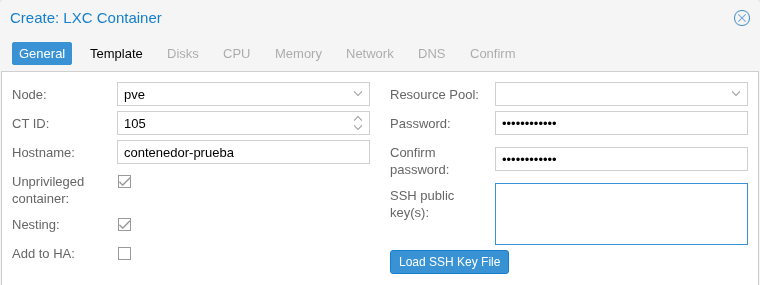 Create: LXC Container
General Template Disks CPU Memory Network DNS Confirm
Node: pve
CT ID: 105
Hostname: contenedor-prueba
Unprivileged
container:
Nesting:
Add to HA:
Resource Pool:
Password: ••••••••••••
Confirm
password: ••••••••••••
SSH public
key(s):
Load SSH Key File